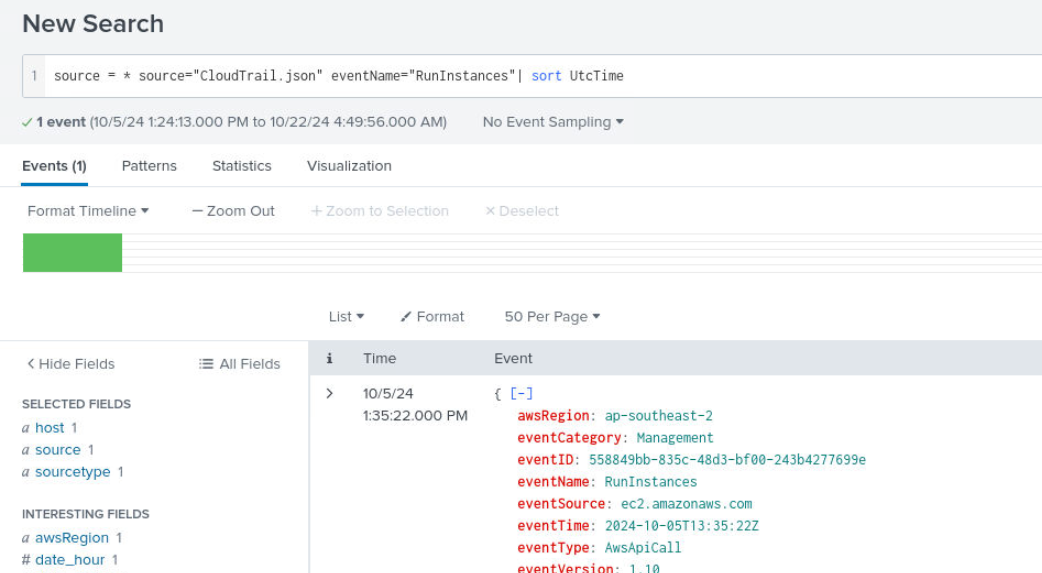 New Search
1 source = * source="CloudTrail.json" eventName="RunInstances"| sort UtcTime
✓ 1 event (10/5/24 1:24:13.000 PM to 10/22/24 4:49:56.000 AM) No Event Sampling ▾
Events (1) Patterns Statistics Visualization
Format Timeline ▾ — Zoom Out + Zoom to Selection × Deselect
List ▾ Format 50 Per Page ▾
< Hide Fields All Fields i Time Event
SELECTED FIELDS
a host 1
a source 1
a sourcetype 1
INTERESTING FIELDS
a awsRegion 1
# date_hour 1
> 10/5/24 { [-]
1:35:22.000 PM awsRegion: ap-southeast-2
eventCategory: Management
eventID: 558849bb-835c-48d3-bf00-243b4277699e
eventName: RunInstances
eventSource: ec2.amazonaws.com
eventTime: 2024-10-05T13:35:22Z
eventType: AwsApiCall
eventVersion: 1.10